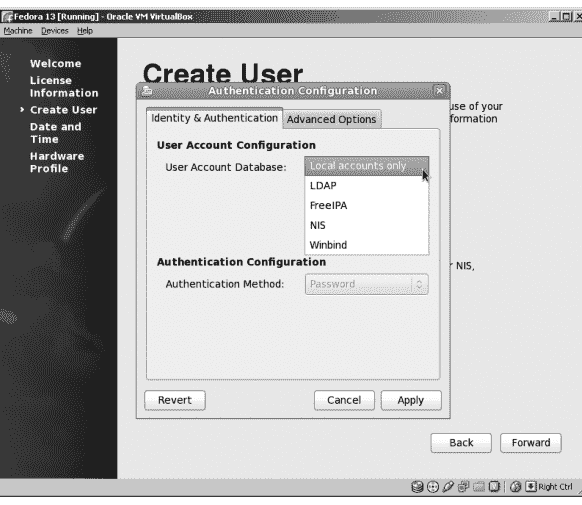 Fedora 13 [Running] - Oracle VM VirtualBox
Machine Devices Help
Welcome
License
Information
Create User
Date and
Time
Hardware
Profile
Create User
use of your
formation
NIS,
Authentication Configuration
Identity & Authentication
Advanced Options
User Account Configuration
User Account Database:
Local accounts only
LDAP
FreeIPA
NIS
Winbind
Authentication Configuration
Authentication Method:
Password
Revert
Cancel
Apply
Back
Forward
Right Ctrl